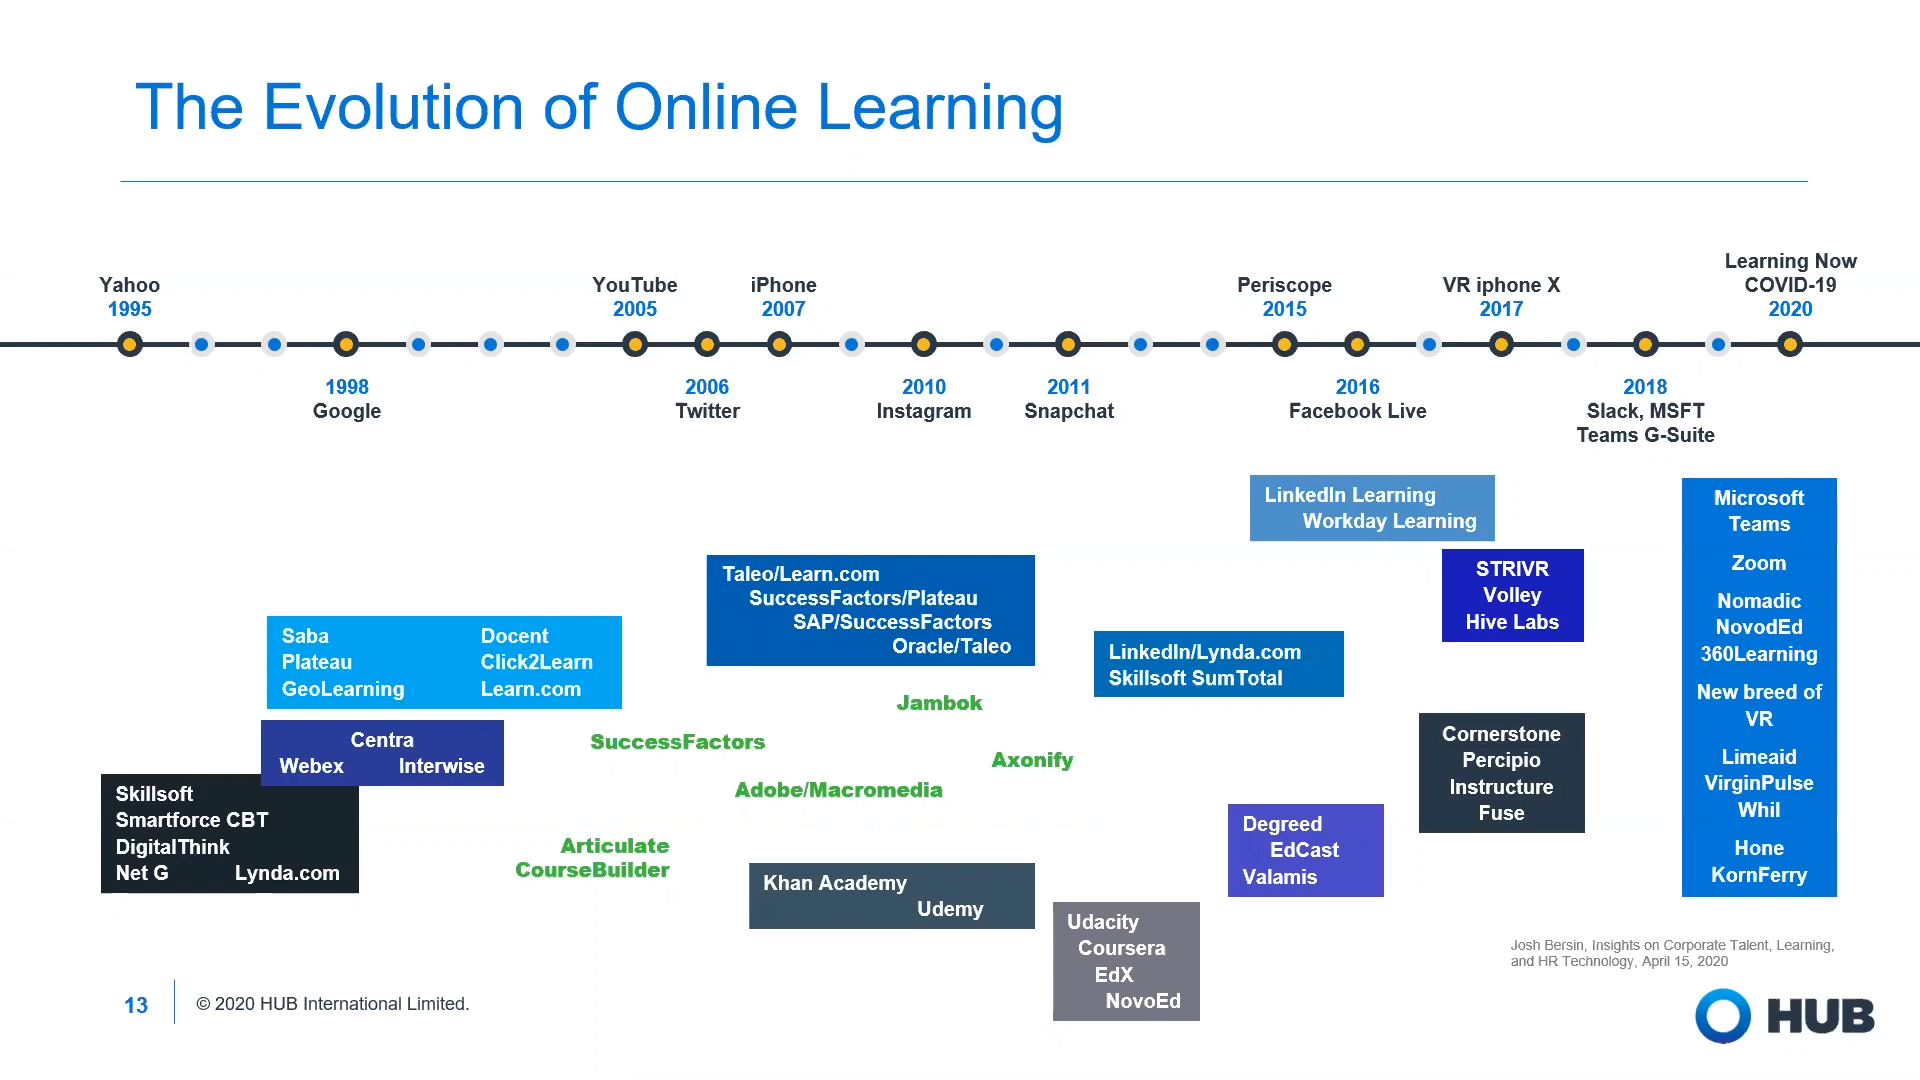 The Evolution of Online Learning
Yahoo
1995
YouTube
2005
iPhone
2007
Periscope
2015
VR iphone X
2017
Learning Now
COVID-19
2020
1998
Google
2006
Twitter
2010
Instagram
2011
Snapchat
2016
Facebook Live
2018
Slack, MSFT
Teams G-Suite
Skillsoft
Smartforce CBT
DigitalThink
Net G Lynda.com
Centra
Webex Interwise
Saba Docent
Plateau Click2Learn
GeoLearning Learn.com
Articulate
CourseBuilder
SuccessFactors
Adobe/Macromedia
Jambok
Axonify
Taleo/Learn.com
SuccessFactors/Plateau
SAP/SuccessFactors
Oracle/Taleo
Khan Academy
Udemy
Udacity
Coursera
EdX
NovoEd
LinkedIn/Lynda.com
Skillsoft SumTotal
Degreed
EdCast
Valamis
LinkedIn Learning
Workday Learning
STRIVR
Volley
Hive Labs
Cornerstone
Percipio
Instructure
Fuse
Microsoft
Teams
Zoom
Nomadic
NovodEd
360Learning
New breed of
VR
Limeaid
VirginPulse
Whil
Hone
KornFerry
Josh Bersin, Insights on Corporate Talent, Learning,
and HR Technology, April 15, 2020
13
© 2020 HUB International Limited.
HUB